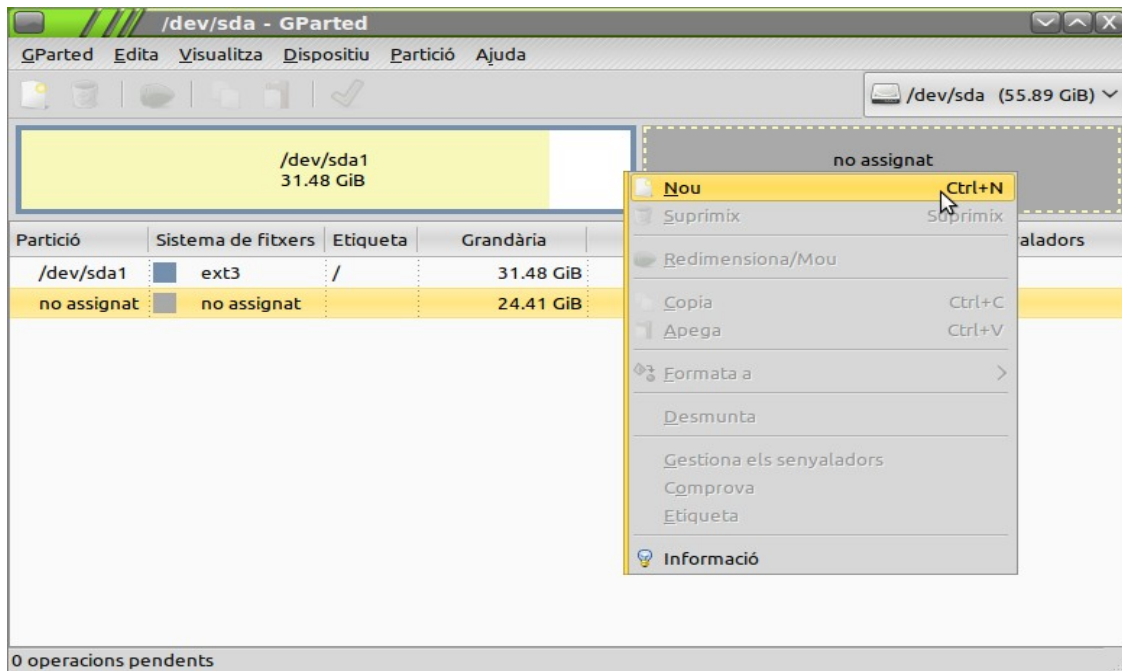 /dev/sda - GParted
GParted Edita Visualitza Dispositiu Partició Ajuda
/dev/sda (55.89 GiB)
/dev/sda1
31.48 GiB
no assignat
Partició Sistema de fitxers Etiqueta Grandària aladors
/dev/sda1 ext3 / 31.48 GiB
no assignat no assignat 24.41 GiB
Nou Ctrl+N
Suprimix Suprimix
Redimensiona/Mou
Copia Ctrl+C
Apega Ctrl+V
Formata a
Desmunta
Gestiona els senyaladors
Comprova
Etiqueta
Informació
0 operacions pendents